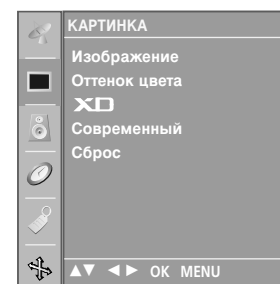 КАРТИНКА
Изображение
Оттенок цвета
XD
Современный
Сброс
▲▼ ◄► OK MENU